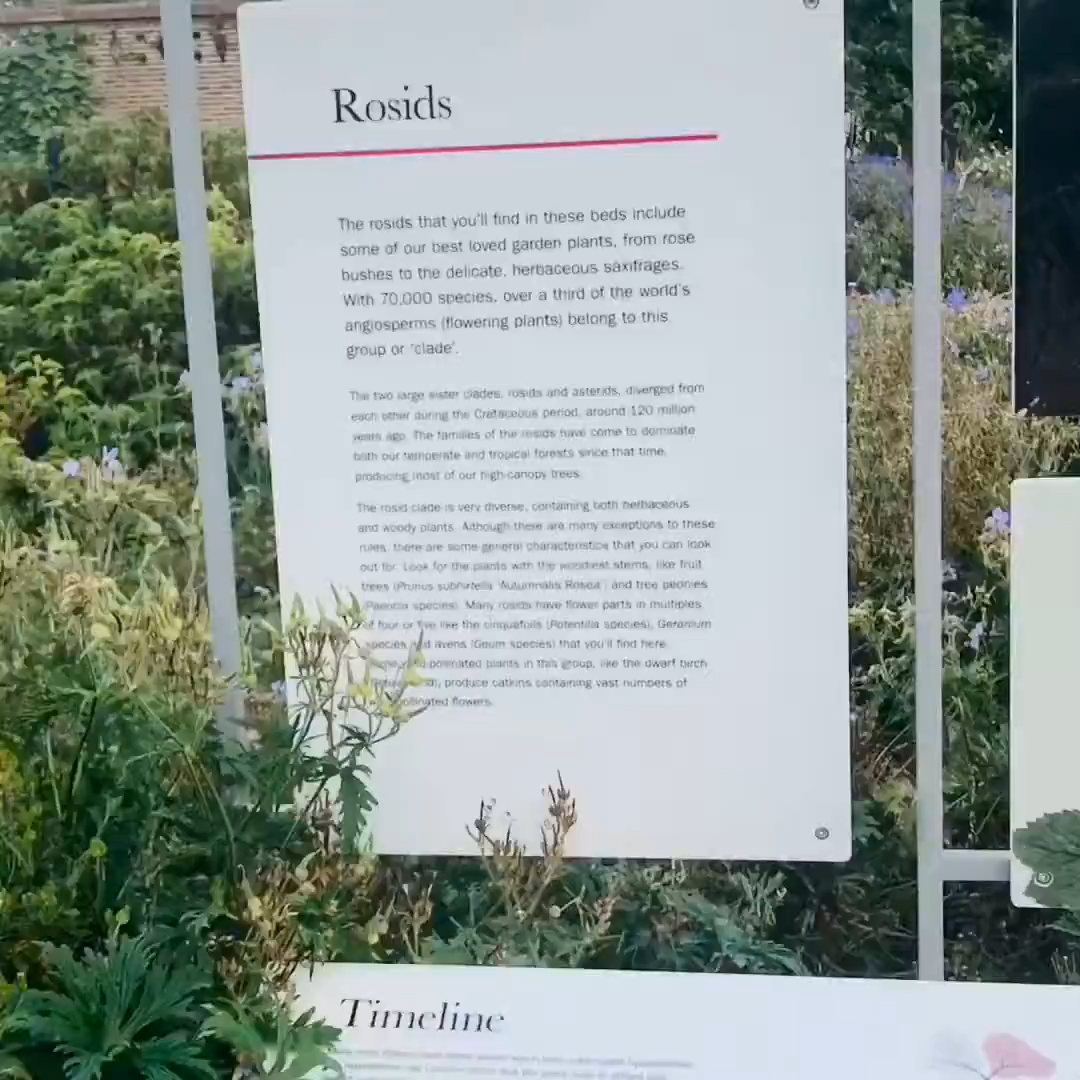 Rosids
The rosids that you'll find in these beds include
some of our best loved garden plants, from rose
bushes to the delicate, herbaceous saxifrages.
With 70,000 species, over a third of the world's
angiosperms (flowering plants) belong to this
group or 'clade'.
The two large sister clades, rosids and asterids, diverged from
each other during the Cretaceous period, around 120 million
years ago. The families of the rosids have come to dominate
both our temperate and tropical forests since that time,
producing most of our high-canopy trees.
The rosid clade is very diverse, containing both herbaceous
and woody plants. Although there are many exceptions to these
rules, there are some general characteristics that you can look
out for. Look for the plants with the woodiest stems, like fruit
trees (Prunus subhirtella 'Autumnalis Rosea') and tree peonies
(Paeonia species). Many rosids have flower parts in multiples
of four or five like the cinquefoils (Potentilla species), Geranium
species and avens (Geum species) that you'll find here.
pollinated plants in this group, like the dwarf birch
produce catkins containing vast numbers of
pollinated flowers.
Timeline